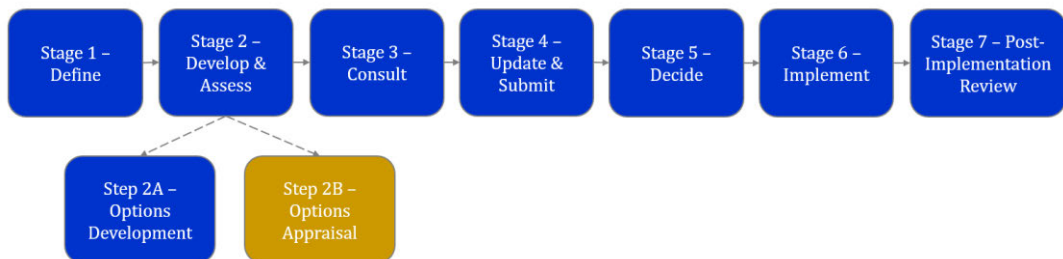 Stage 1 –
Define
Stage 2 –
Develop &
Assess
Stage 3 –
Consult
Stage 4 –
Update &
Submit
Stage 5 –
Decide
Stage 6 –
Implement
Stage 7 – Post-
Implementation
Review
Step 2A –
Options
Development
Step 2B –
Options
Appraisal